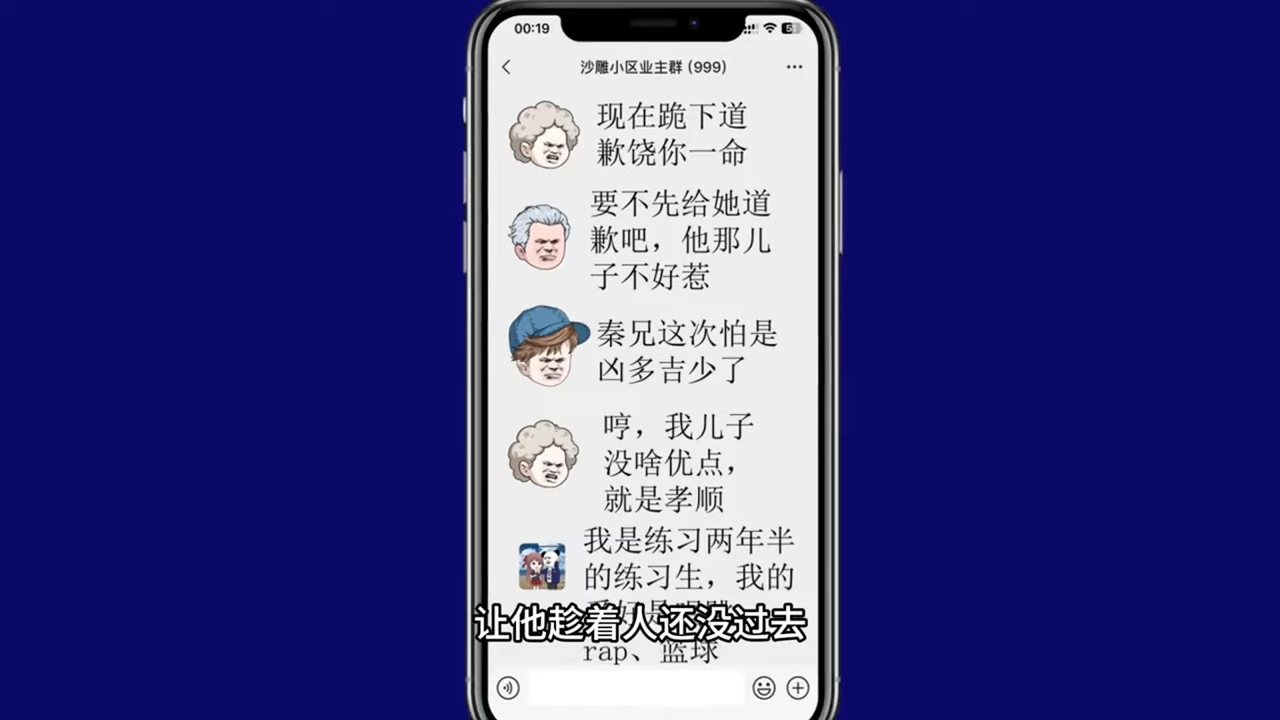 00:19
沙雕小区业主群(999)
现在跪下道
歉饶你一命
要不先给她道
歉吧，他那儿
子不好惹
秦兄这次怕是
凶多吉少了
哼，我儿子
没啥优点，
就是孝顺
我是练习两年半
的练习生，我的
让他趁着人还没过去
rap、篮球